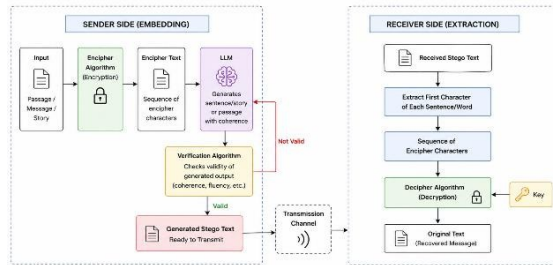 SENDER SIDE (EMBEDDING)
Input
Passage /
Message /
Story
Encipher
Algorithm
(Encryption)
Encipher Text
Sequence of
encipher
characters
LLM
Generates
sentence/story
or passage
with coherence
Not Valid
Verification Algorithm
Checks validity of
generated output
(coherence, fluency, etc.)
Valid
Generated Stego Text
Ready to Transmit
Transmission
Channel
RECEIVER SIDE (EXTRACTION)
Received Stego Text
Extract First Character
of Each Sentence/Word
Sequence of
Encipher Characters
Decipher Algorithm
(Decryption)
Key
Original Text
(Recovered Message)